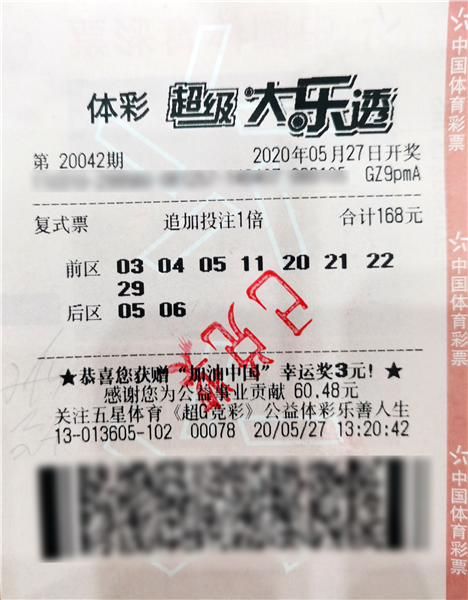 体彩 超级大乐透
第 20042期 2020年05月27日开奖
GZ9pmA
复式票 追加投注1倍 合计168元
前区 03 04 05 11 20 21 22
29
后区 05 06
已兑奖
★恭喜您获赠“加油中国”幸运奖3元!★
感谢您为公益事业贡献 60.48元
关注五星体育《超G竞彩》公益体彩乐善人生
13-013605-102 00078 20/05/27 13:20:42
中国体育彩票
中国体育彩票
中国体育彩票